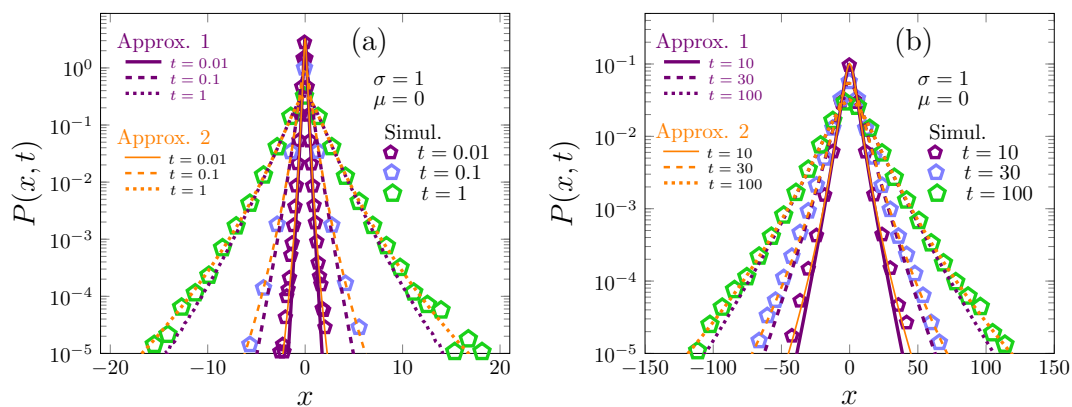 (a)
Approx. 1
t = 0.01
t = 0.1
t = 1
σ = 1
μ = 0
Approx. 2
t = 0.01
t = 0.1
t = 1
Simul.
t = 0.01
t = 0.1
t = 1
P(x, t)
10⁰
10⁻¹
10⁻²
10⁻³
10⁻⁴
10⁻⁵
−20 −10 0 10 20
x
(b)
Approx. 1
t = 10
t = 30
t = 100
σ = 1
μ = 0
Approx. 2
t = 10
t = 30
t = 100
Simul.
t = 10
t = 30
t = 100
P(x, t)
10⁻¹
10⁻²
10⁻³
10⁻⁴
10⁻⁵
−150 −100 −50 0 50 100 150
x